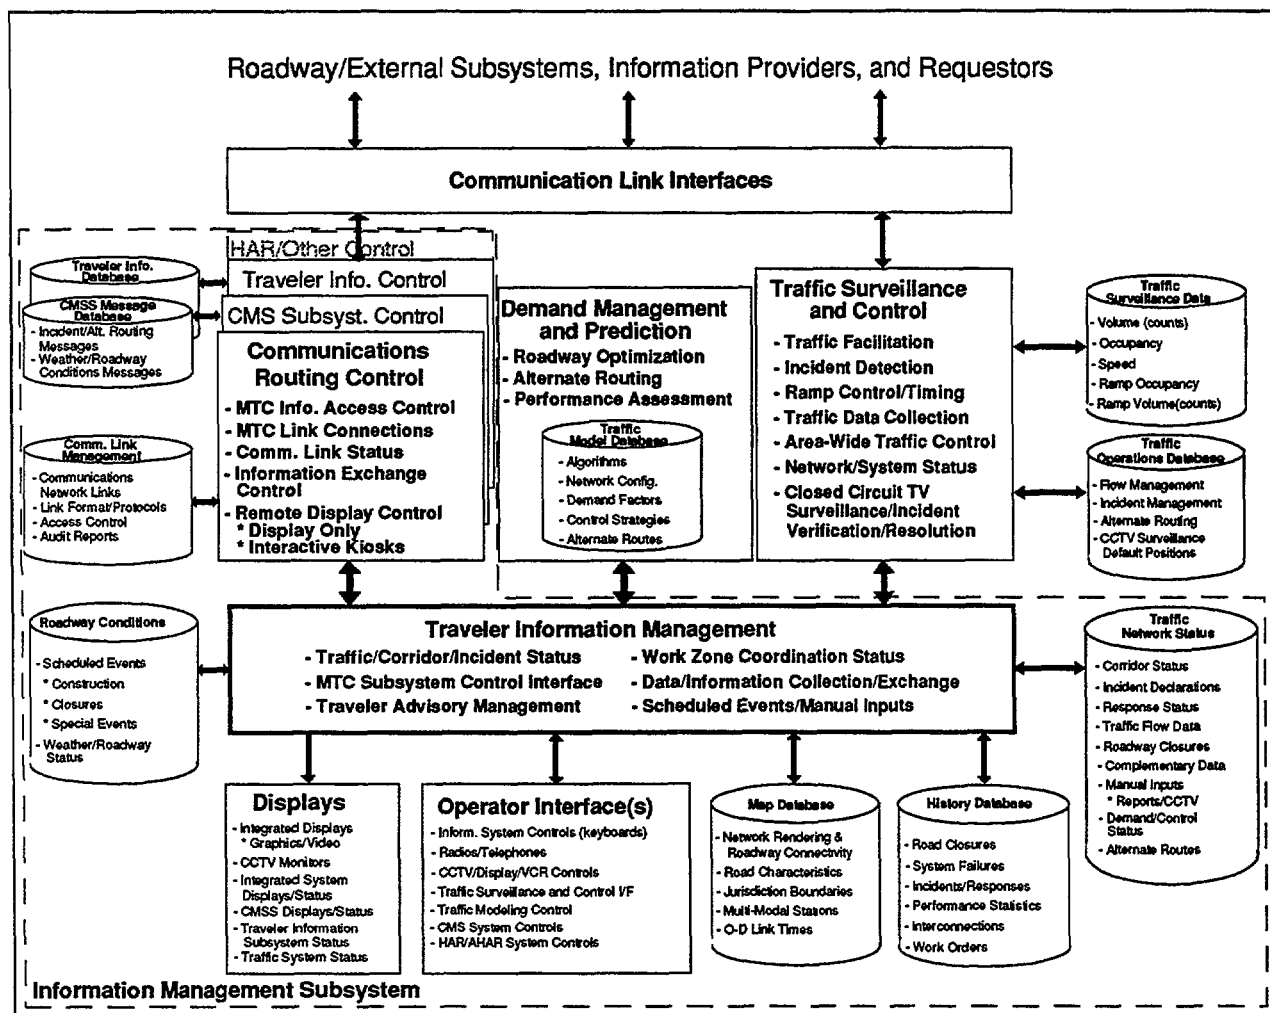 Roadway/External Subsystems, Information Providers, and Requestors
Communication Link Interfaces
HAR/Other Control
Traveler Info. Control
CMS Subsyst. Control
Communications
Routing Control
- MTC Info. Access Control
- MTC Link Connections
- Comm. Link Status
- Information Exchange
Control
- Remote Display Control
* Display Only
* Interactive Kiosks
Traveler Info.
Database
CMSS Message
Database
- Incident/Alt. Routing
Messages
- Weather/Roadway
Conditions Messages
Comm. Link
Management
- Communications
Network Links
- Link Format/Protocols
- Access Control
- Audit Reports
Demand Management
and Prediction
- Roadway Optimization
- Alternate Routing
- Performance Assessment
Traffic
Model Database
- Algorithms
- Network Config.
- Demand Factors
- Control Strategies
- Alternate Routes
Traffic Surveillance
and Control
- Traffic Facilitation
- Incident Detection
- Ramp Control/Timing
- Traffic Data Collection
- Area-Wide Traffic Control
- Network/System Status
- Closed Circuit TV
Surveillance/Incident
Verification/Resolution
Traffic
Surveillance Data
- Volume (counts)
- Occupancy
- Speed
- Ramp Occupancy
- Ramp Volume(counts)
Traffic
Operations Database
- Flow Management
- Incident Management
- Alternate Routing
- CCTV Surveillance
Default Positions
Roadway Conditions
- Scheduled Events
* Construction
* Closures
* Special Events
- Weather/Roadway
Status
Traveler Information Management
- Traffic/Corridor/Incident Status
- MTC Subsystem Control Interface
- Traveler Advisory Management
- Work Zone Coordination Status
- Data/Information Collection/Exchange
- Scheduled Events/Manual Inputs
Traffic
Network Status
- Corridor Status
- Incident Declarations
- Response Status
- Traffic Flow Data
- Roadway Closures
- Complementary Data
- Manual Inputs
* Reports/CCTV
- Demand/Control
Status
- Alternate Routes
Displays
- Integrated Displays
* Graphics/Video
- CCTV Monitors
- Integrated System
Displays/Status
- CMSS Displays/Status
- Traveler Information
Subsystem Status
- Traffic System Status
Operator Interface(s)
- Inform. System Controls (keyboards)
- Radios/Telephones
- CCTV/Display/VCR Controls
- Traffic Surveillance and Control I/F
- Traffic Modeling Control
- CMS System Controls
- HAR/AHAR System Controls
Map Database
- Network Rendering &
Roadway Connectivity
- Road Characteristics
- Jurisdiction Boundaries
- Multi-Modal Stations
- O-D Link Times
History Database
- Road Closures
- System Failures
- Incidents/Responses
- Performance Statistics
- Interconnections
- Work Orders
Information Management Subsystem